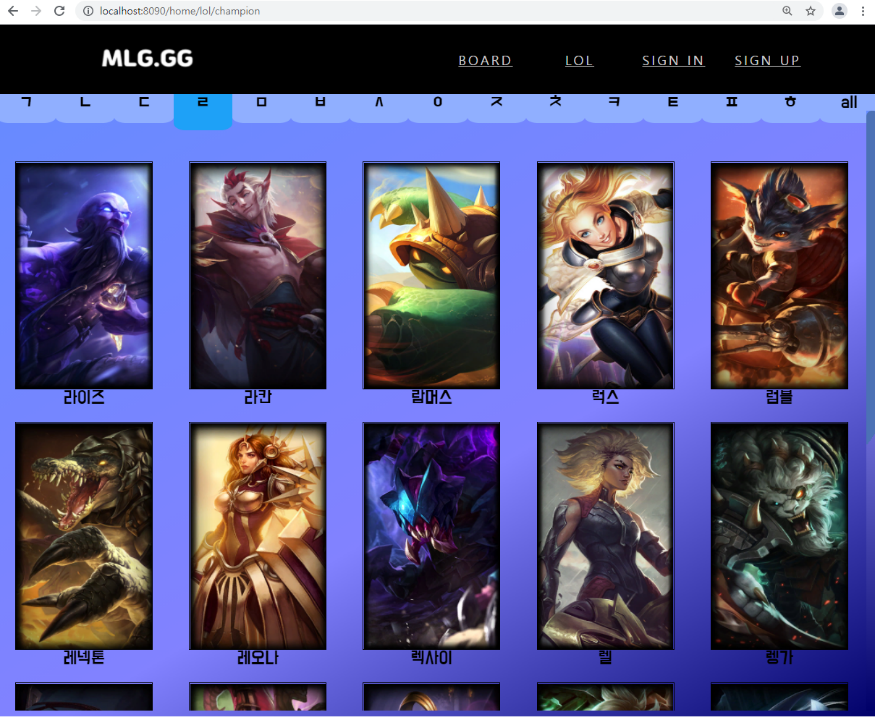 localhost:8090/home/lol/champion
MLG.GG BOARD LOL SIGN IN SIGN UP
ㄱ ㄴ ㄷ ㄹ ㅁ ㅂ ㅅ ㅇ ㅈ ㅊ ㅋ ㅌ ㅍ ㅎ all
라이즈 라칸 람머스 럭스 럼블
레넥톤 레오나 렉사이 렐 렝가